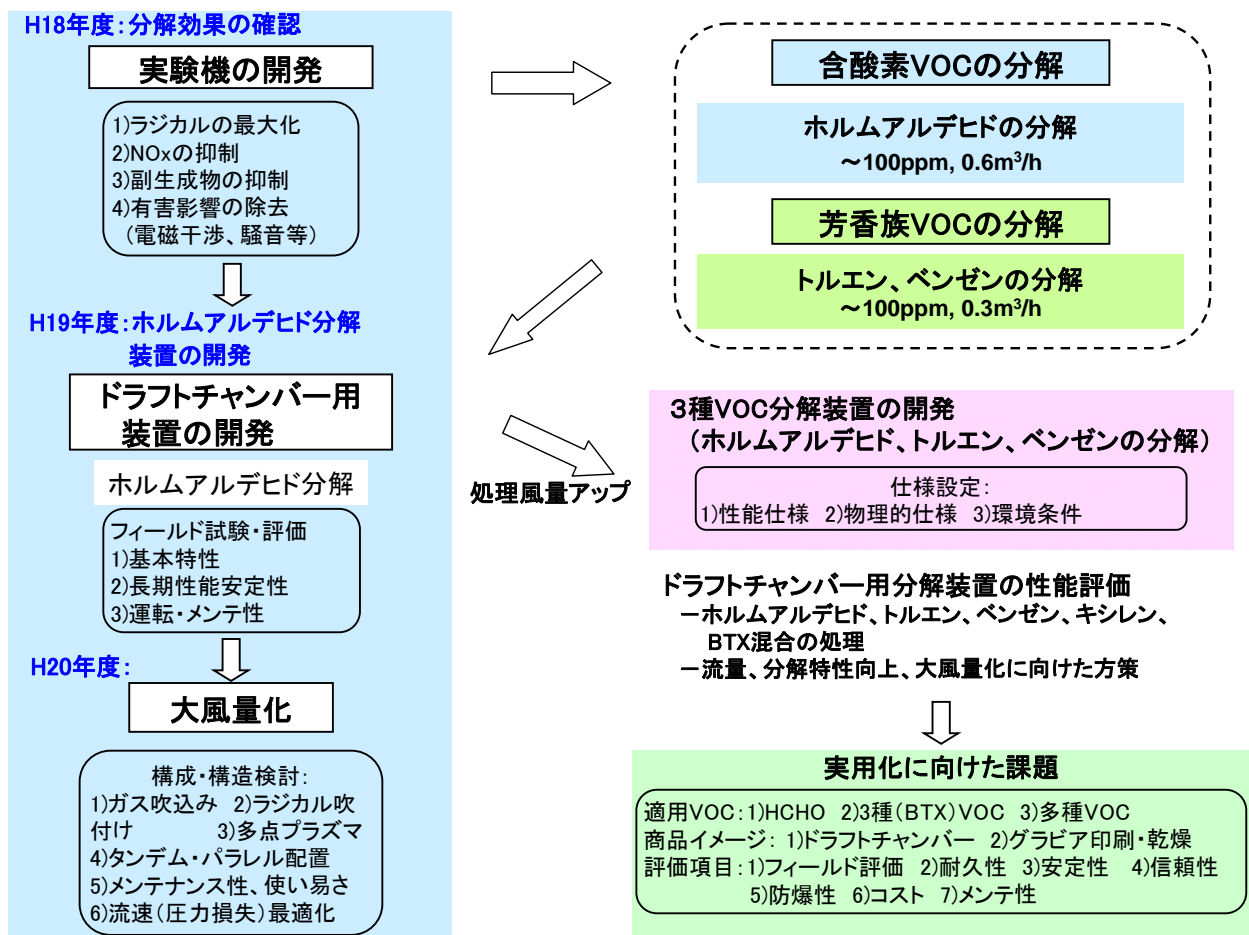 H18年度：分解効果の確認
実験機の開発
1)ラジカルの最大化
2)NOxの抑制
3)副生成物の抑制
4)有害影響の除去
（電磁干渉、騒音等）
H19年度：ホルムアルデヒド分解
装置の開発
ドラフトチャンバー用
装置の開発
ホルムアルデヒド分解
フィールド試験・評価
1)基本特性
2)長期性能安定性
3)運転・メンテ性
H20年度：
大風量化
構成・構造検討：
1)ガス吹込み 2)ラジカル吹
付け 3)多点プラズマ
4)タンデム・パラレル配置
5)メンテナンス性、使い易さ
6)流速（圧力損失）最適化
含酸素VOCの分解
ホルムアルデヒドの分解
～100ppm, 0.6m³/h
芳香族VOCの分解
トルエン、ベンゼンの分解
～100ppm, 0.3m³/h
処理風量アップ
３種VOC分解装置の開発
（ホルムアルデヒド、トルエン、ベンゼンの分解）
仕様設定：
1)性能仕様 2)物理的仕様 3)環境条件
ドラフトチャンバー用分解装置の性能評価
－ホルムアルデヒド、トルエン、ベンゼン、キシレン、
BTX混合の処理
－流量、分解特性向上、大風量化に向けた方策
実用化に向けた課題
適用VOC：1)HCHO 2)3種（BTX）VOC 3)多種VOC
商品イメージ： 1)ドラフトチャンバー 2)グラビア印刷・乾燥
評価項目：1)フィールド評価 2)耐久性 3)安定性 4)信頼性
5)防爆性 6)コスト 7)メンテ性